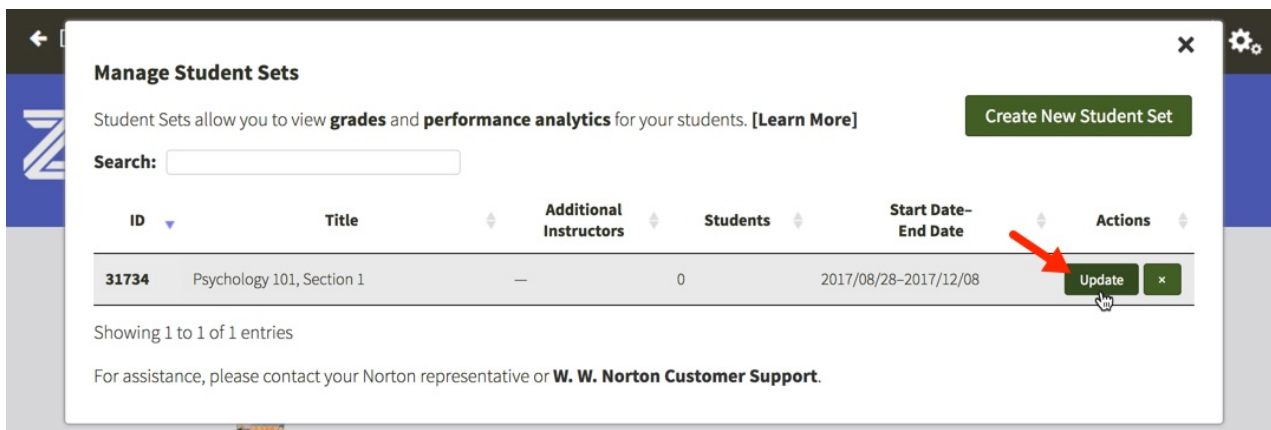 Manage Student Sets
Student Sets allow you to view grades and performance analytics for your students. [Learn More]
Create New Student Set
Search:
ID Title Additional Instructors Students Start Date– End Date Actions
31734 Psychology 101, Section 1 — 0 2017/08/28–2017/12/08 Update ×
Showing 1 to 1 of 1 entries
For assistance, please contact your Norton representative or W. W. Norton Customer Support.